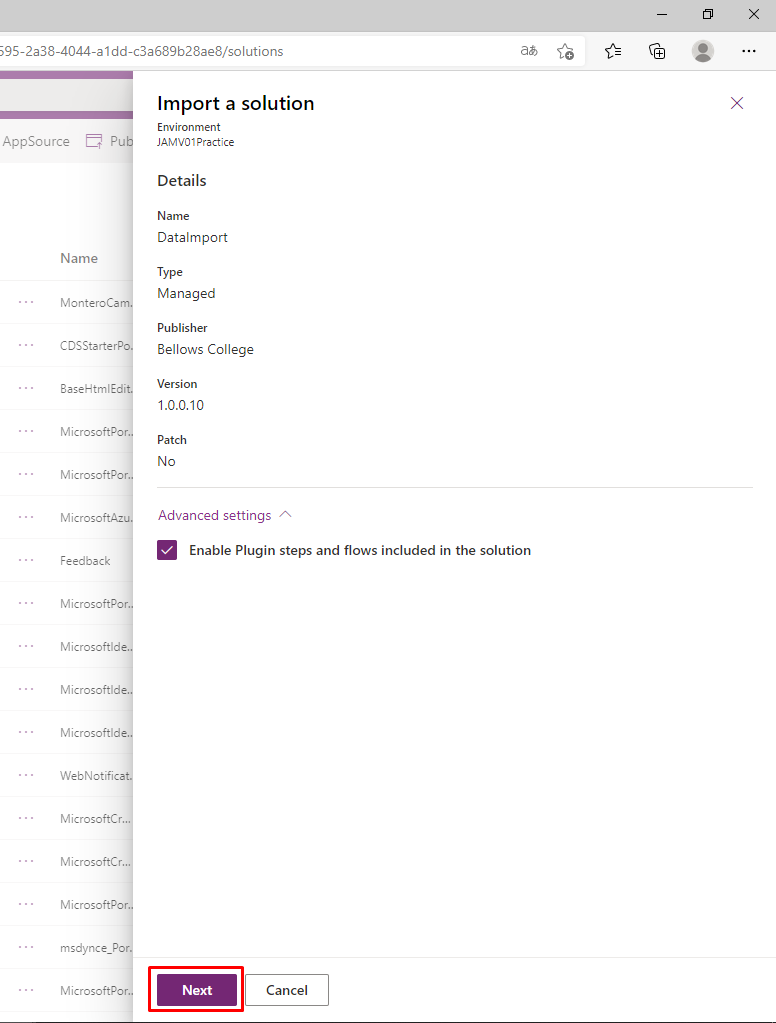 595-2a38-4044-a1dd-c3a689b28ae8/solutions
aあ
Import a solution
Environment
JAMV01Practice
AppSource
Pub
Details
Name
DataImport
Type
Managed
Publisher
Bellows College
Version
1.0.0.10
Patch
No
Advanced settings
Enable Plugin steps and flows included in the solution
Name
MonteroCam...
CDSStarterPo...
BaseHtmlEdit...
MicrosoftPor...
MicrosoftPor...
MicrosoftAzu...
Feedback
MicrosoftPor...
MicrosoftIde...
MicrosoftIde...
MicrosoftIde...
WebNotificat...
MicrosoftCr...
MicrosoftCr...
MicrosoftPor...
msdynce_Por...
MicrosoftPor...
Next
Cancel